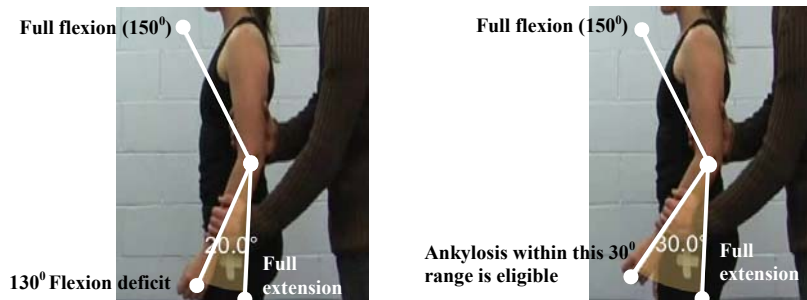 Full flexion (150⁰)
20.0°
130⁰ Flexion deficit
Full
extension
Full flexion (150⁰)
30.0°
Ankylosis within this 30⁰
range is eligible
Full
extension